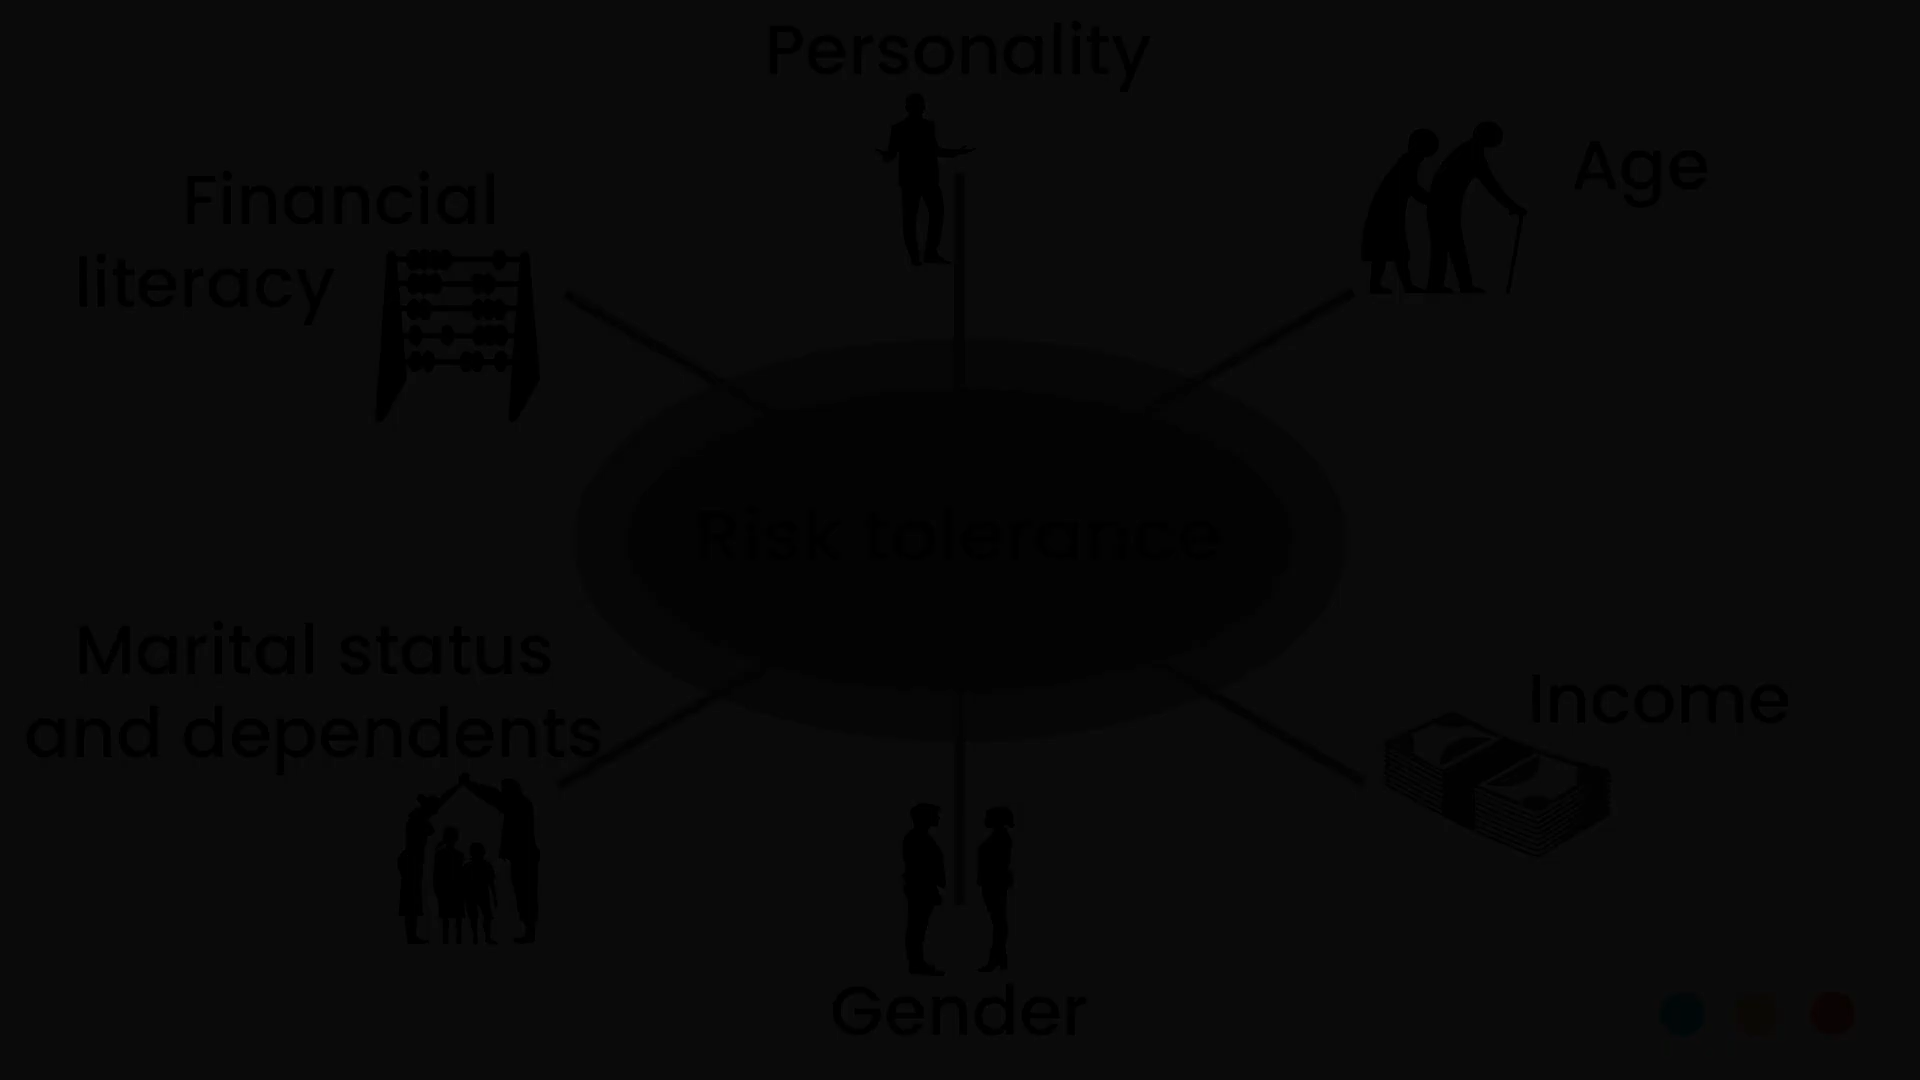 Personality
Age
Financial
literacy
Risk tolerance
Marital status
and dependents
Income
Gender